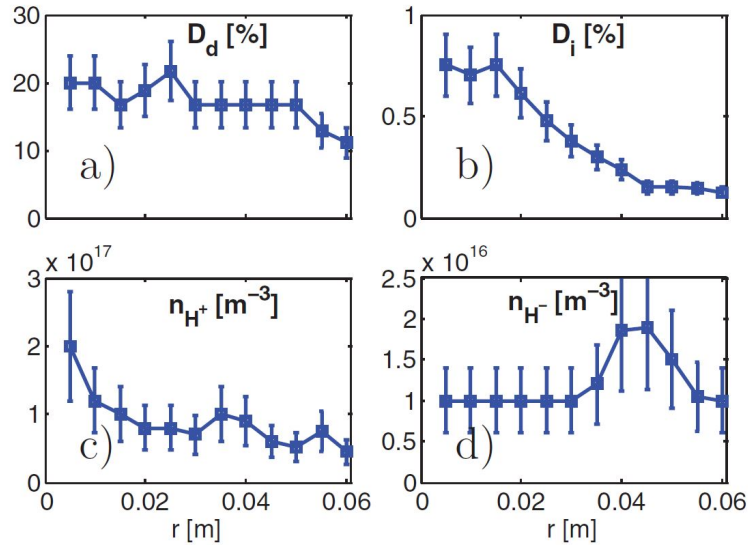 D_d [%]
30
20
10
0
a)
D_i [%]
1
0.5
0
b)
x 10^17
n_H^+ [m^−3]
3
2
1
0
c)
0 0.02 0.04 0.06
r [m]
x 10^16
n_H^− [m^−3]
2.5
2
1.5
1
0.5
0
d)
0 0.02 0.04 0.06
r [m]